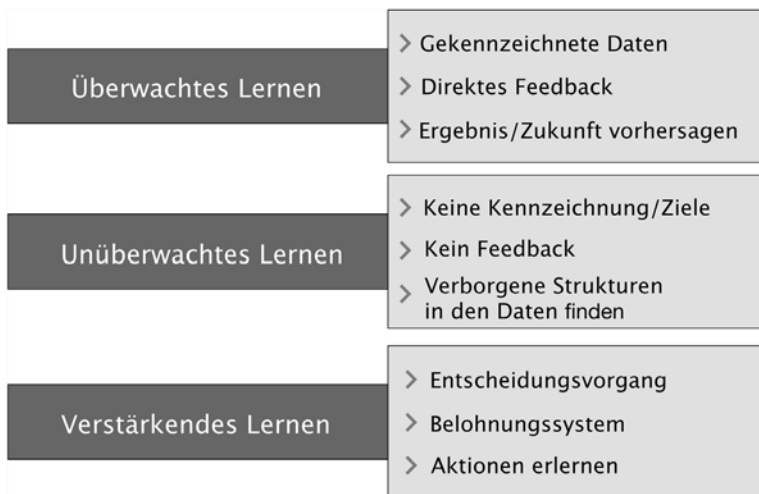 Überwachtes Lernen
Gekennzeichnete Daten
Direktes Feedback
Ergebnis/Zukunft vorhersagen
Unüberwachtes Lernen
Keine Kennzeichnung/Ziele
Kein Feedback
Verborgene Strukturen
in den Daten finden
Verstärkendes Lernen
Entscheidungsvorgang
Belohnungssystem
Aktionen erlernen